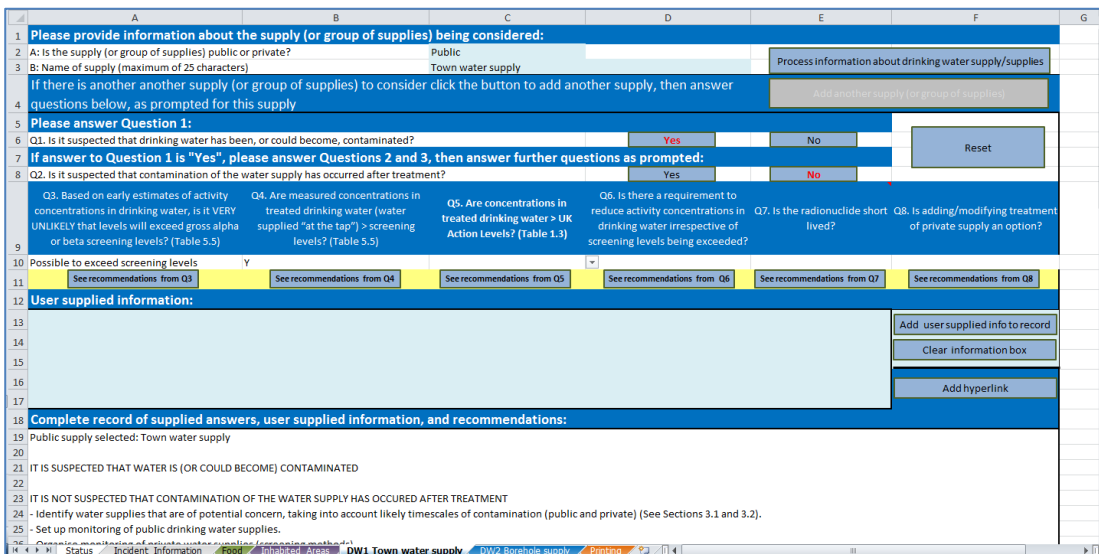 A B C D E F G
1 Please provide information about the supply (or group of supplies) being considered:
2 A: Is the supply (or group of supplies) public or private? Public
Process information about drinking water supply/supplies
3 B: Name of supply (maximum of 25 characters) Town water supply
If there is another another supply (or group of supplies) to consider click the button to add another supply, then answer
4 questions below, as prompted for this supply
Add another supply (or group of supplies)
5 Please answer Question 1:
6 Q1. Is it suspected that drinking water has been, or could become, contaminated? Yes No
Reset
7 If answer to Question 1 is "Yes", please answer Questions 2 and 3, then answer further questions as prompted:
8 Q2. Is it suspected that contamination of the water supply has occurred after treatment? Yes No
Q3. Based on early estimates of activity
concentrations in drinking water, is it VERY
UNLIKELY that levels will exceed gross alpha
or beta screening levels? (Table 5.5)
Q4. Are measured concentrations in
treated drinking water (water
supplied "at the tap") > screening
levels? (Table 5.5)
Q5. Are concentrations in
treated drinking water > UK
Action Levels? (Table 1.3)
Q6. Is there a requirement to
reduce activity concentrations in
drinking water irrespective of
screening levels being exceeded?
Q7. Is the radionuclide short
lived?
Q8. Is adding/modifying treatment
of private supply an option?
9
10 Possible to exceed screening levels Y
11 See recommendations from Q3 See recommendations from Q4 See recommendations from Q5 See recommendations from Q6 See recommendations from Q7 See recommendations from Q8
12 User supplied information:
13 Add user supplied info to record
14 Clear information box
15
16 Add hyperlink
17
18 Complete record of supplied answers, user supplied information, and recommendations:
19 Public supply selected: Town water supply
20
21 IT IS SUSPECTED THAT WATER IS (OR COULD BECOME) CONTAMINATED
22
23 IT IS NOT SUSPECTED THAT CONTAMINATION OF THE WATER SUPPLY HAS OCCURED AFTER TREATMENT
24 - Identify water supplies that are of potential concern, taking into account likely timescales of contamination (public and private) (See Sections 3.1 and 3.2).
25 - Set up monitoring of public drinking water supplies.
26 - Organise monitoring of private water supplies (screening methods)
Status Incident Information Food Inhabited Areas DW1 Town water supply DW2 Borehole supply Printing